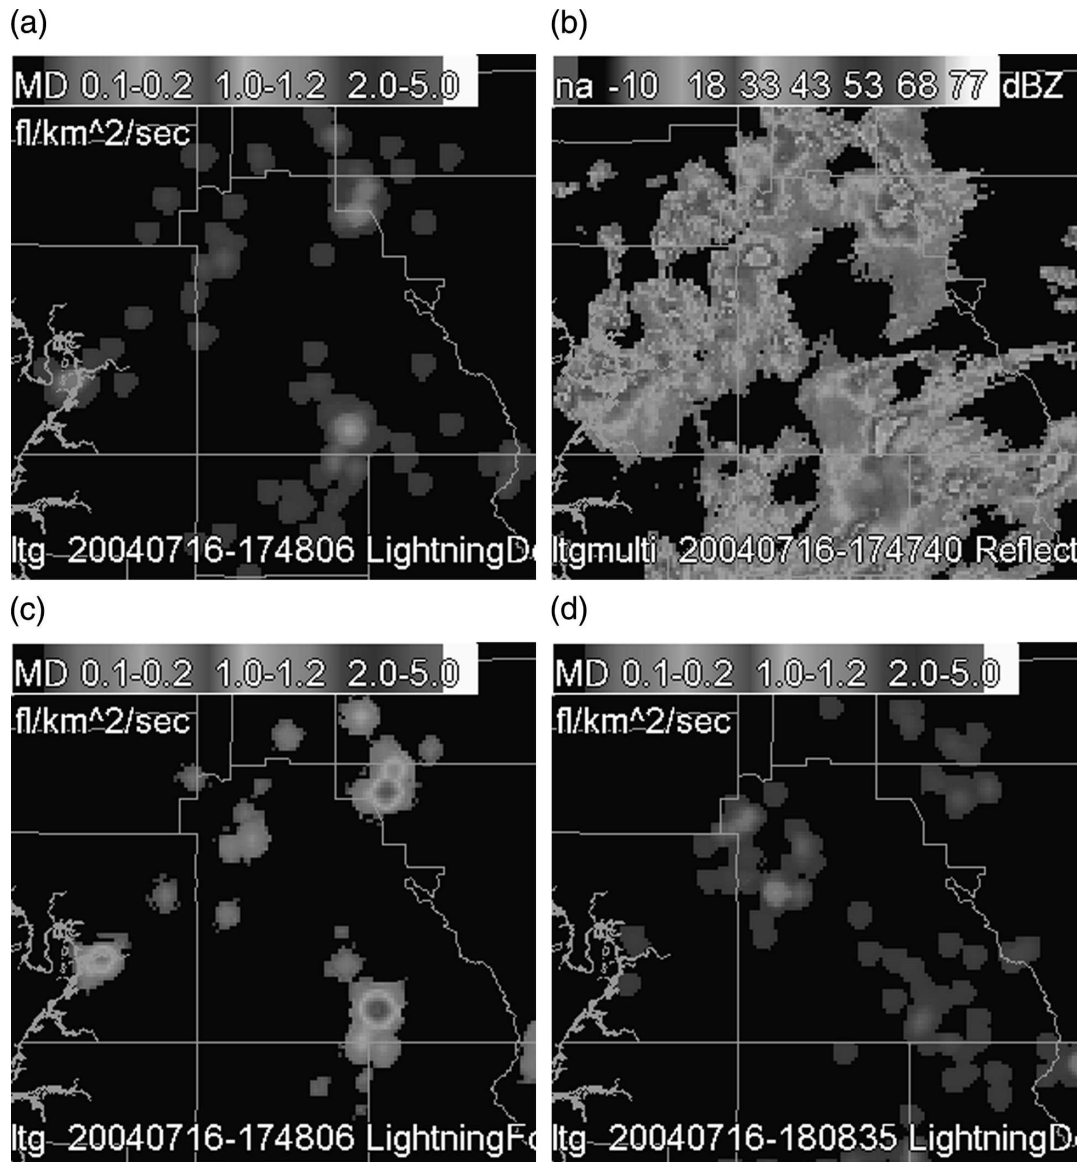 (a)
MD 0.1-0.2 1.0-1.2 2.0-5.0
fl/km^2/sec
ltg 20040716-174806 LightningDe
(b)
na -10 18 33 43 53 68 77 dBZ
ltgmulti 20040716-174740 Reflect
(c)
MD 0.1-0.2 1.0-1.2 2.0-5.0
fl/km^2/sec
ltg 20040716-174806 LightningFo
(d)
MD 0.1-0.2 1.0-1.2 2.0-5.0
fl/km^2/sec
ltg 20040716-180835 LightningDe